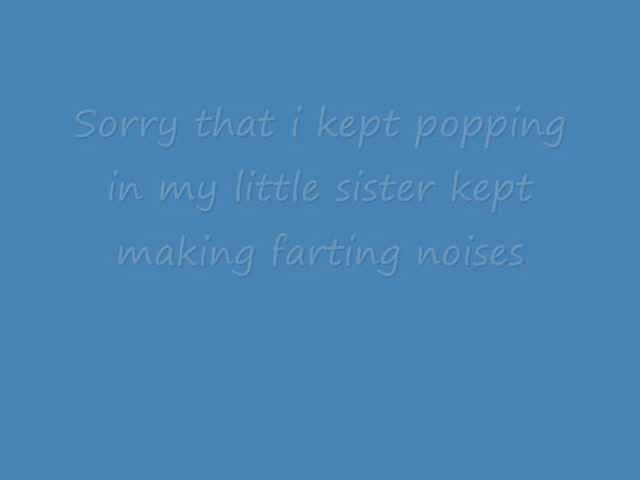 Sorry that i kept popping
in my little sister kept
making farting noises